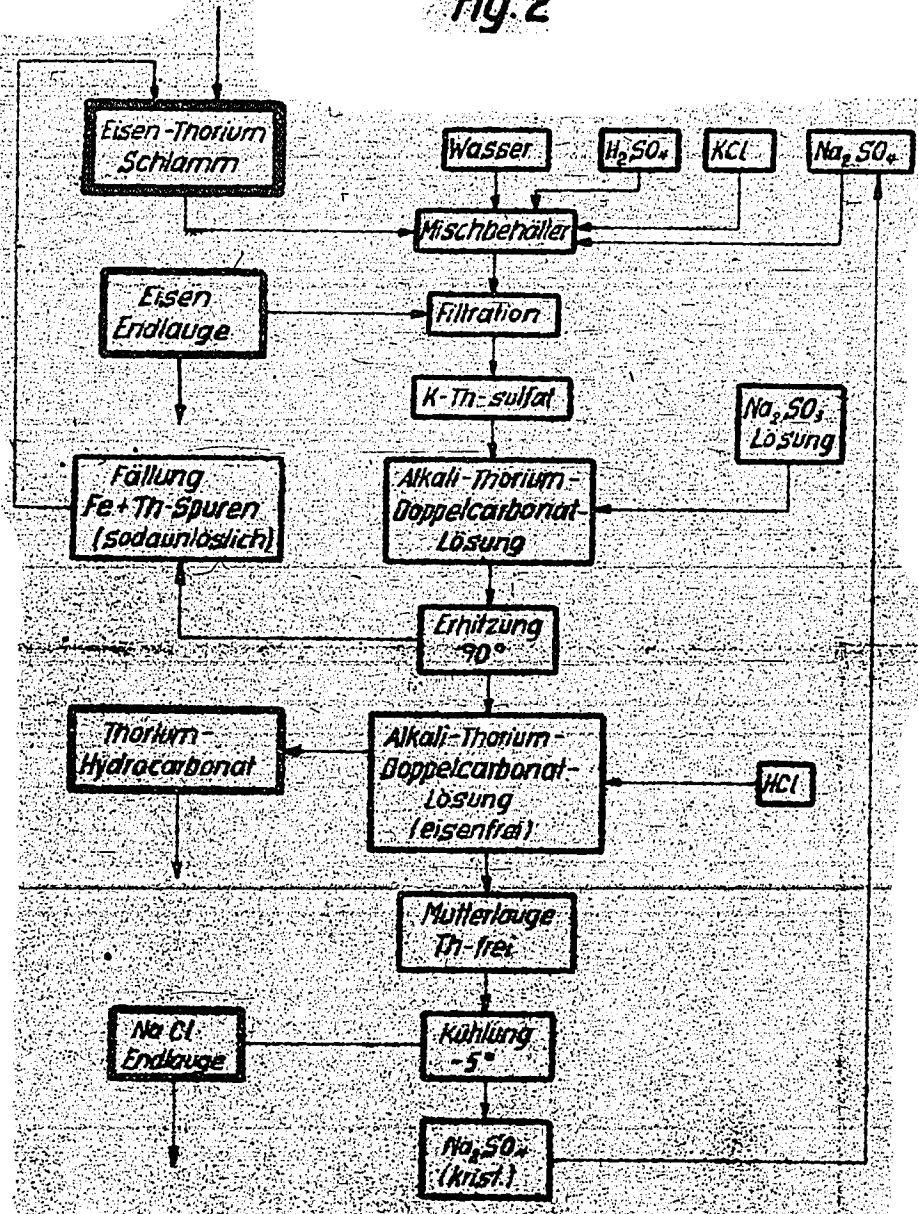 Fig. 2
Eisen-Thorium
Schlamm
Wasser
H₂SO₄
KCl
Na₂SO₄
Mischbehälter
Eisen
Endlauge
Filtration
K-Th-sulfat
Na₂SO₃
Lösung
Fällung
Fe+Th-Spuren
(sodaunlöslich)
Alkali-Thorium-
Doppelcarbonat-
Lösung
Erhitzung
90°
Thorium-
Hydrocarbonat
Alkali-Thorium-
Doppelcarbonat-
Lösung
(eisenfrei)
HCl
Mutterlauge
Th-frei
NaCl
Endlauge
Kühlung
-5°
Na₂SO₄
(krist.)